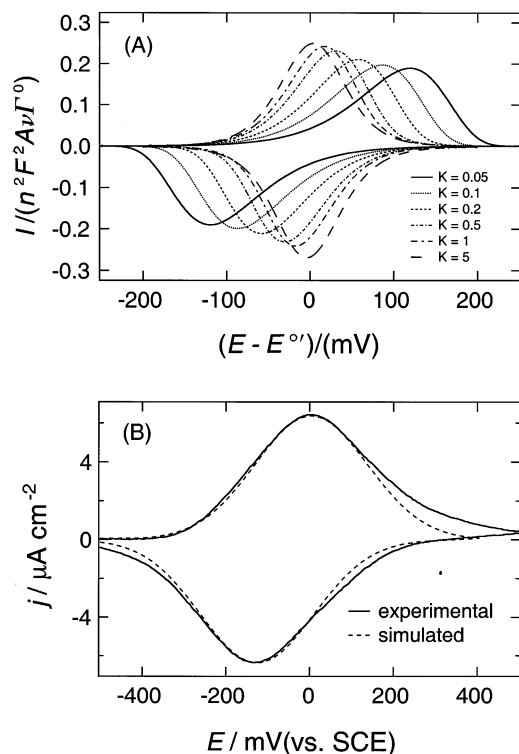 (A)
I/(n²F²AνΓ⁰)
0.3
0.2
0.1
0.0
-0.1
-0.2
-0.3
K = 0.05
K = 0.1
K = 0.2
K = 0.5
K = 1
K = 5
-200 -100 0 100 200
(E - E°')/(mV)
(B)
j / μA cm⁻²
4
0
-4
experimental
simulated
-400 -200 0 200 400
E / mV(vs. SCE)